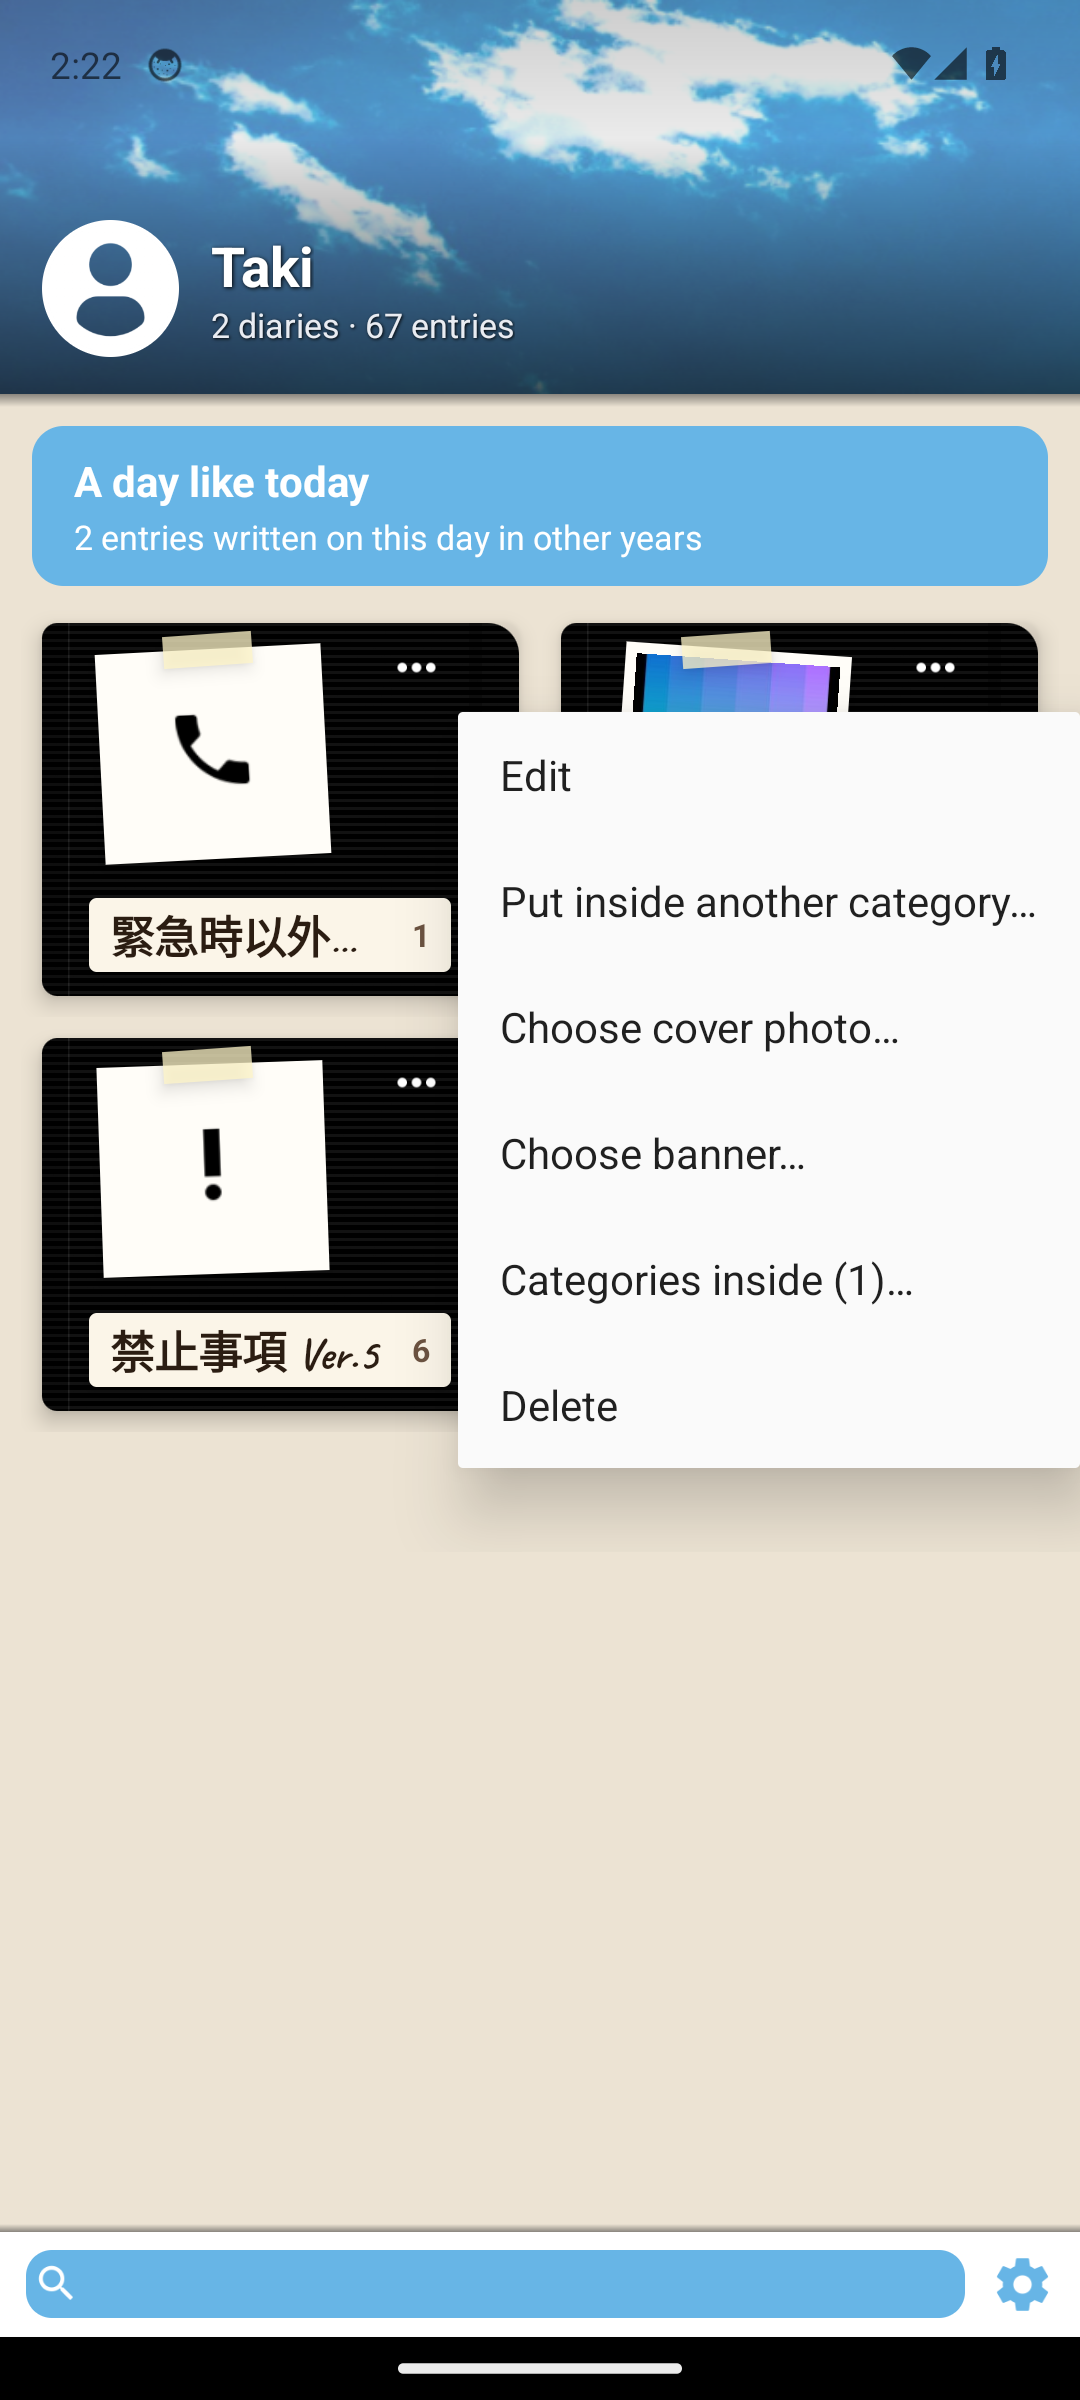 2:22
Taki
2 diaries · 67 entries
A day like today
2 entries written on this day in other years
緊急時以外… 1
Edit
Put inside another category…
Choose cover photo…
Choose banner…
Categories inside (1)…
Delete
禁止事項 Ver.5 6